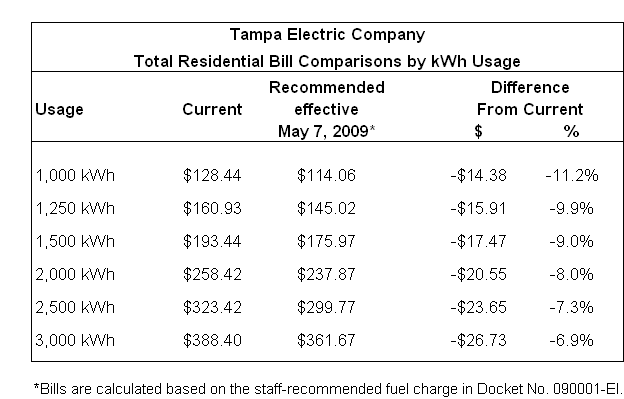 Tampa Electric Company
Total Residential Bill Comparisons by kWh Usage
Recommended Difference
Usage Current effective From Current
May 7, 2009* $ %
1,000 kWh $128.44 $114.06 -$14.38 -11.2%
1,250 kWh $160.93 $145.02 -$15.91 -9.9%
1,500 kWh $193.44 $175.97 -$17.47 -9.0%
2,000 kWh $258.42 $237.87 -$20.55 -8.0%
2,500 kWh $323.42 $299.77 -$23.65 -7.3%
3,000 kWh $388.40 $361.67 -$26.73 -6.9%
*Bills are calculated based on the staff-recommended fuel charge in Docket No. 090001-EI.